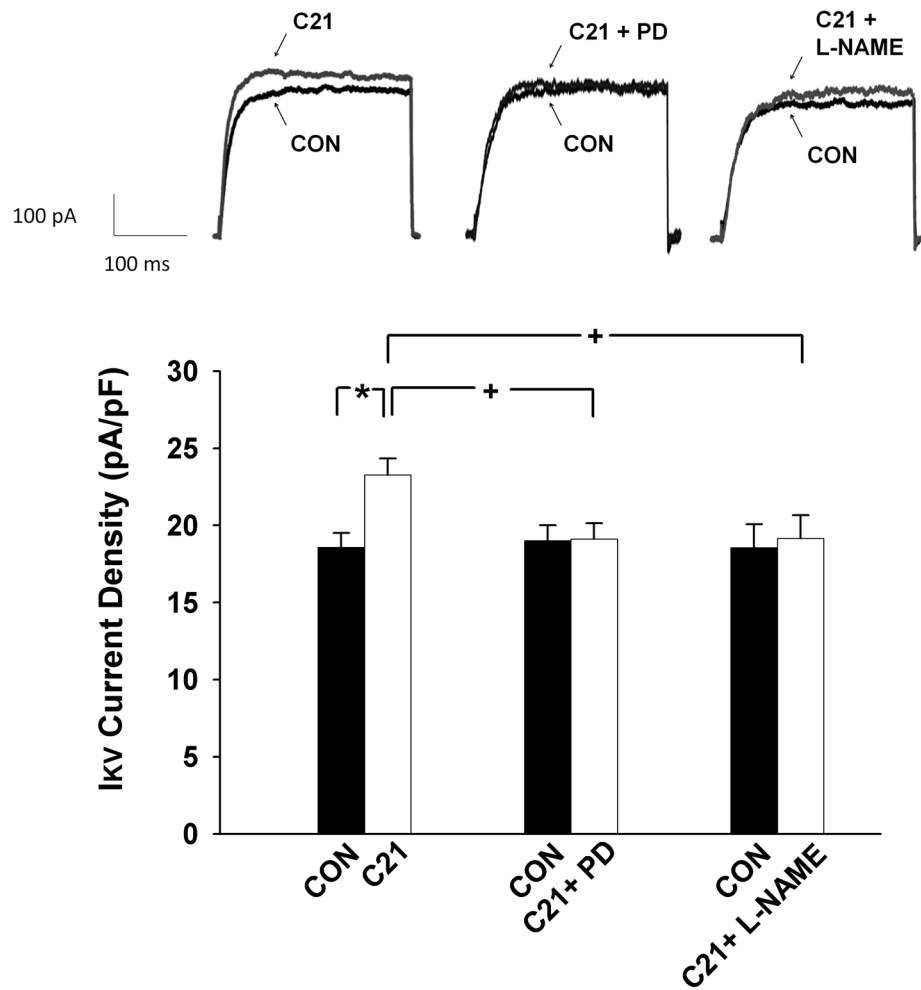 C21
CON
C21 + PD
CON
C21 +
L-NAME
CON
100 pA
100 ms
+
*
+
IKV Current Density (pA/pF)
30
25
20
15
10
5
0
CON
C21
CON
C21+ PD
CON
C21+ L-NAME